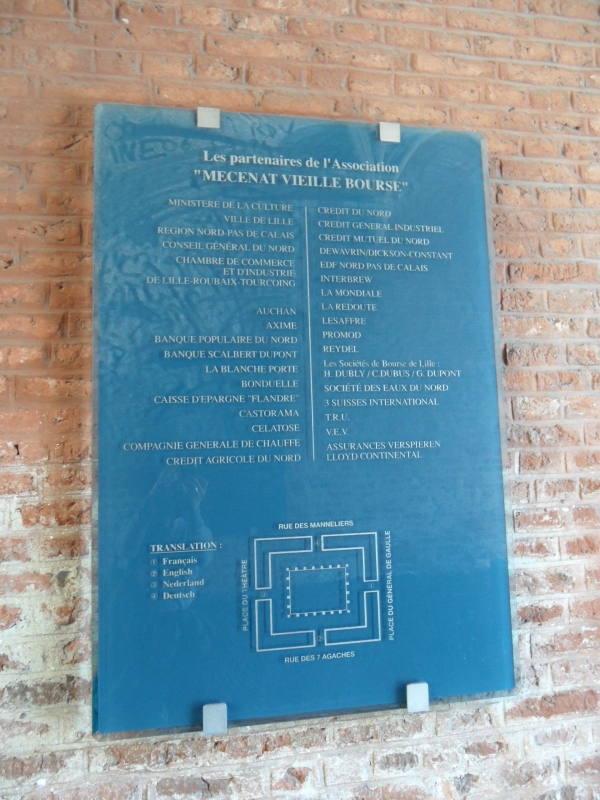 Les partenaires de l'Association
"MECENAT VIEILLE BOURSE"
MINISTERE DE LA CULTURE
VILLE DE LILLE
REGION NORD-PAS DE CALAIS
CONSEIL GÉNÉRAL DU NORD
CHAMBRE DE COMMERCE
ET D'INDUSTRIE
DE LILLE-ROUBAIX-TOURCOING
AUCHAN
AXIME
BANQUE POPULAIRE DU NORD
BANQUE SCALBERT DUPONT
LA BLANCHE PORTE
BONDUELLE
CAISSE D'EPARGNE "FLANDRE"
CASTORAMA
CELATOSE
COMPAGNIE GENERALE DE CHAUFFE
CREDIT AGRICOLE DU NORD
CREDIT DU NORD
CREDIT GENERAL INDUSTRIEL
CREDIT MUTUEL DU NORD
DEWAVRIN/DICKSON-CONSTANT
EDF NORD PAS DE CALAIS
INTERBREW
LA MONDIALE
LA REDOUTE
LESAFFRE
PROMOD
REYDEL
Les Sociétés de Bourse de Lille :
H. DUBLY / C. DUBUS / G. DUPONT
SOCIÉTÉ DES EAUX DU NORD
3 SUISSES INTERNATIONAL
T.R.U.
V.E.V.
ASSURANCES VERSPIEREN
LLOYD CONTINENTAL
TRANSLATION :
① Français
② English
③ Nederland
④ Deutsch
RUE DES MANNELIERS
PLACE DU THÉATRE
PLACE DU GÉNÉRAL DE GAULLE
RUE DES 7 AGACHES